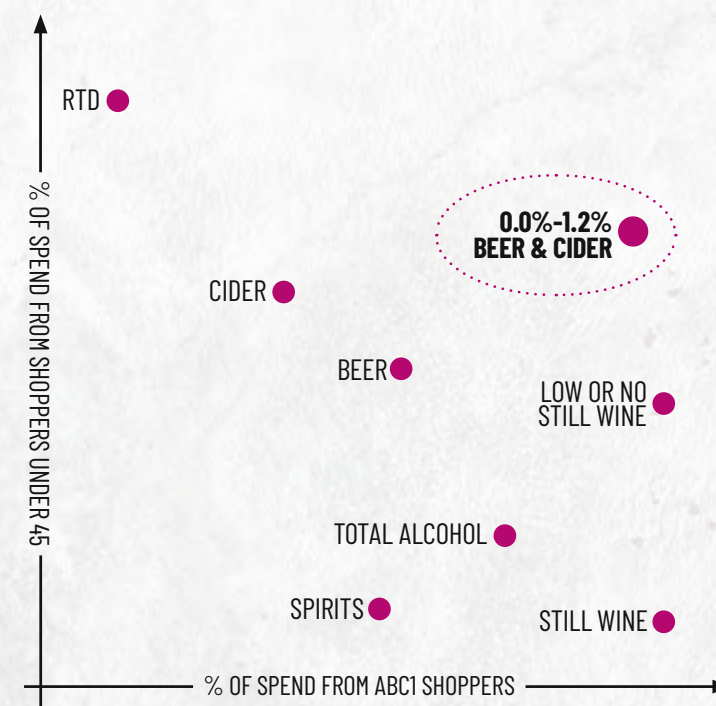 RTD
0.0%-1.2%
BEER & CIDER
CIDER
BEER
LOW OR NO
STILL WINE
TOTAL ALCOHOL
SPIRITS
STILL WINE
% OF SPEND FROM SHOPPERS UNDER 45
% OF SPEND FROM ABC1 SHOPPERS